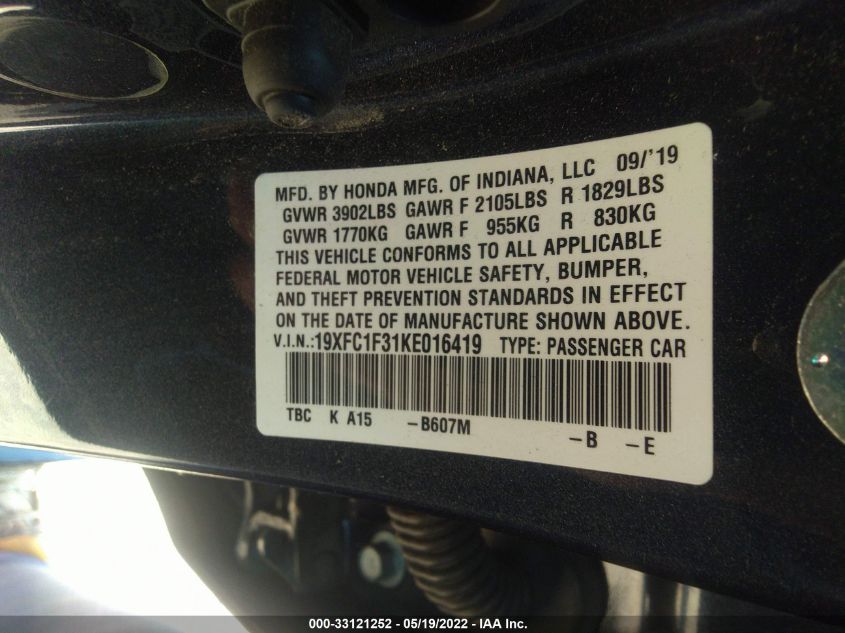 MFD. BY HONDA MFG. OF INDIANA, LLC 09/'19
GVWR 3902LBS GAWR F 2105LBS R 1829LBS
GVWR 1770KG GAWR F 955KG R 830KG
THIS VEHICLE CONFORMS TO ALL APPLICABLE
FEDERAL MOTOR VEHICLE SAFETY, BUMPER,
AND THEFT PREVENTION STANDARDS IN EFFECT
ON THE DATE OF MANUFACTURE SHOWN ABOVE.
V.I.N.:19XFC1F31KE016419 TYPE: PASSENGER CAR
TBC K A15 -B607M -B -E
000-33121252 - 05/19/2022 - IAA Inc.